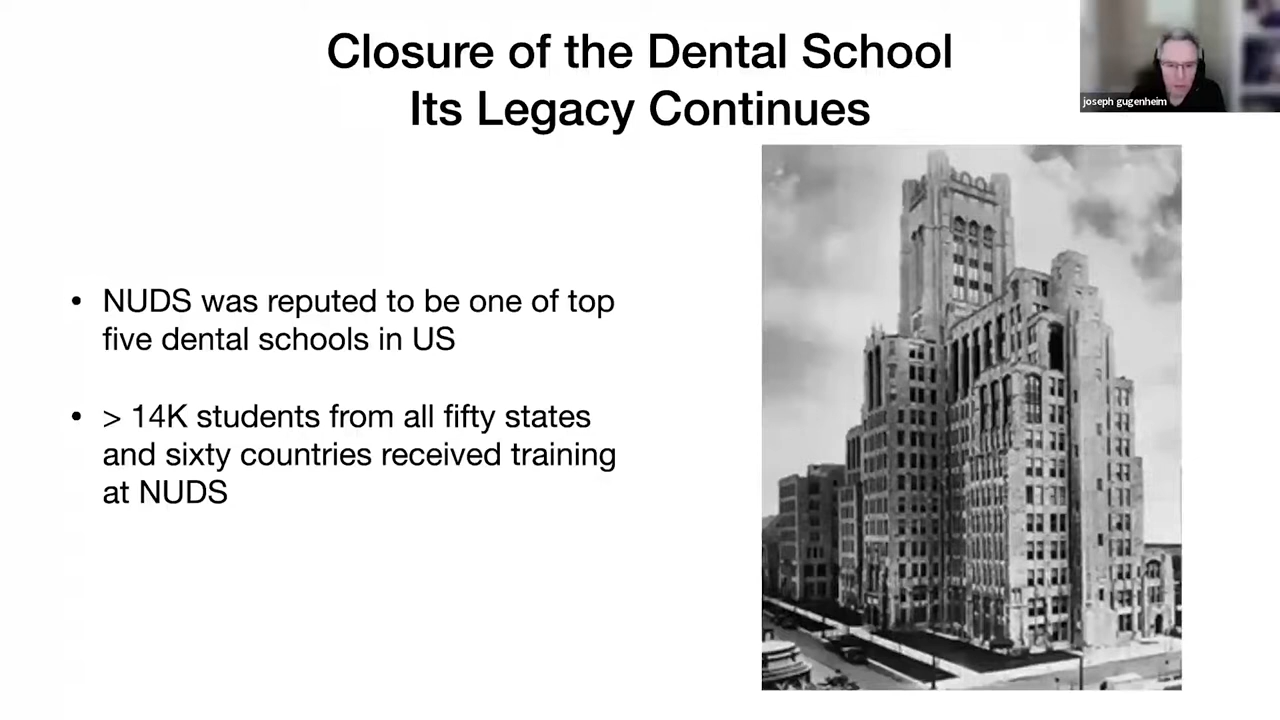 Closure of the Dental School
Its Legacy Continues
joseph gugenheim
• NUDS was reputed to be one of top
five dental schools in US
• > 14K students from all fifty states
and sixty countries received training
at NUDS